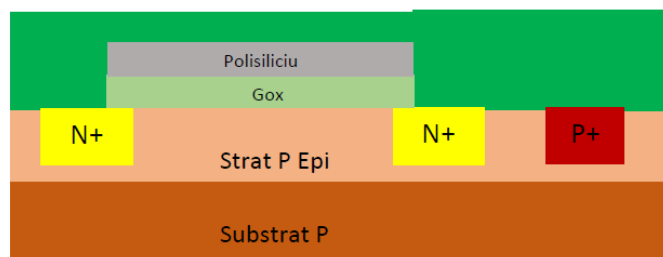 Polisiliciu
Gox
N+
N+
P+
Strat P Epi
Substrat P